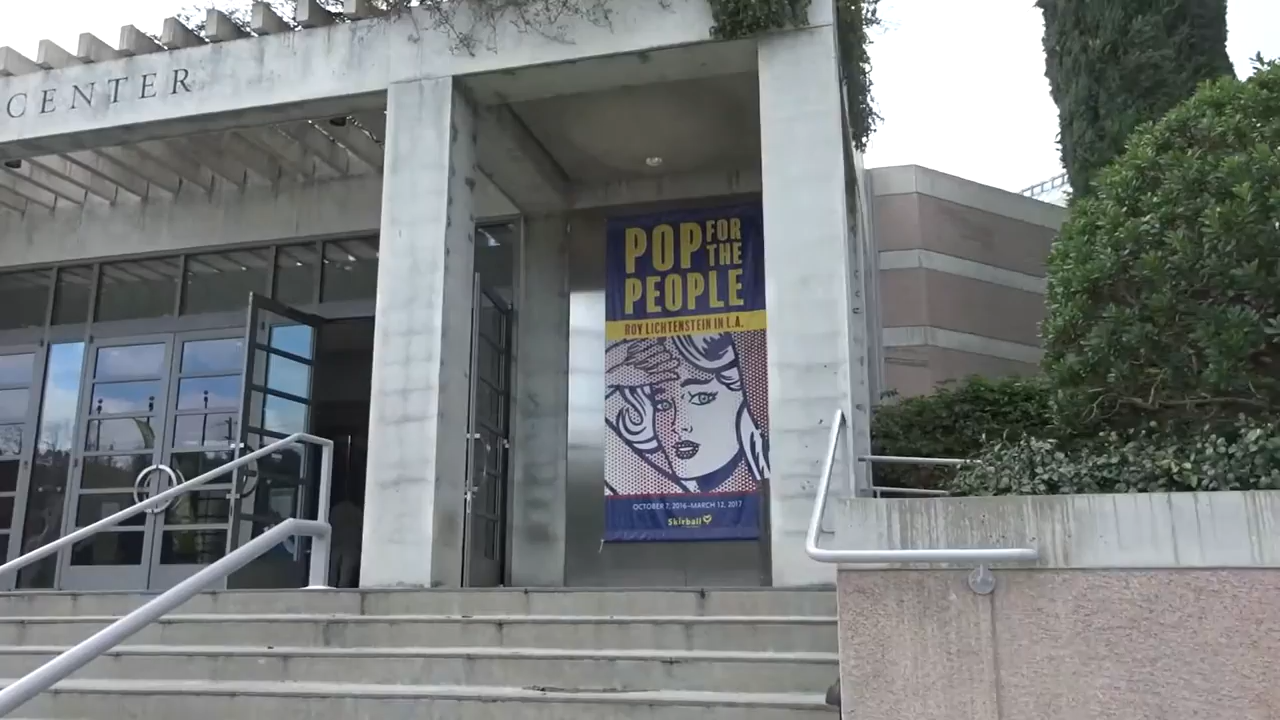 CENTER
POP FOR
THE
PEOPLE
ROY LICHTENSTEIN IN L.A.
OCTOBER 7, 2016–MARCH 12, 2017
Skirball